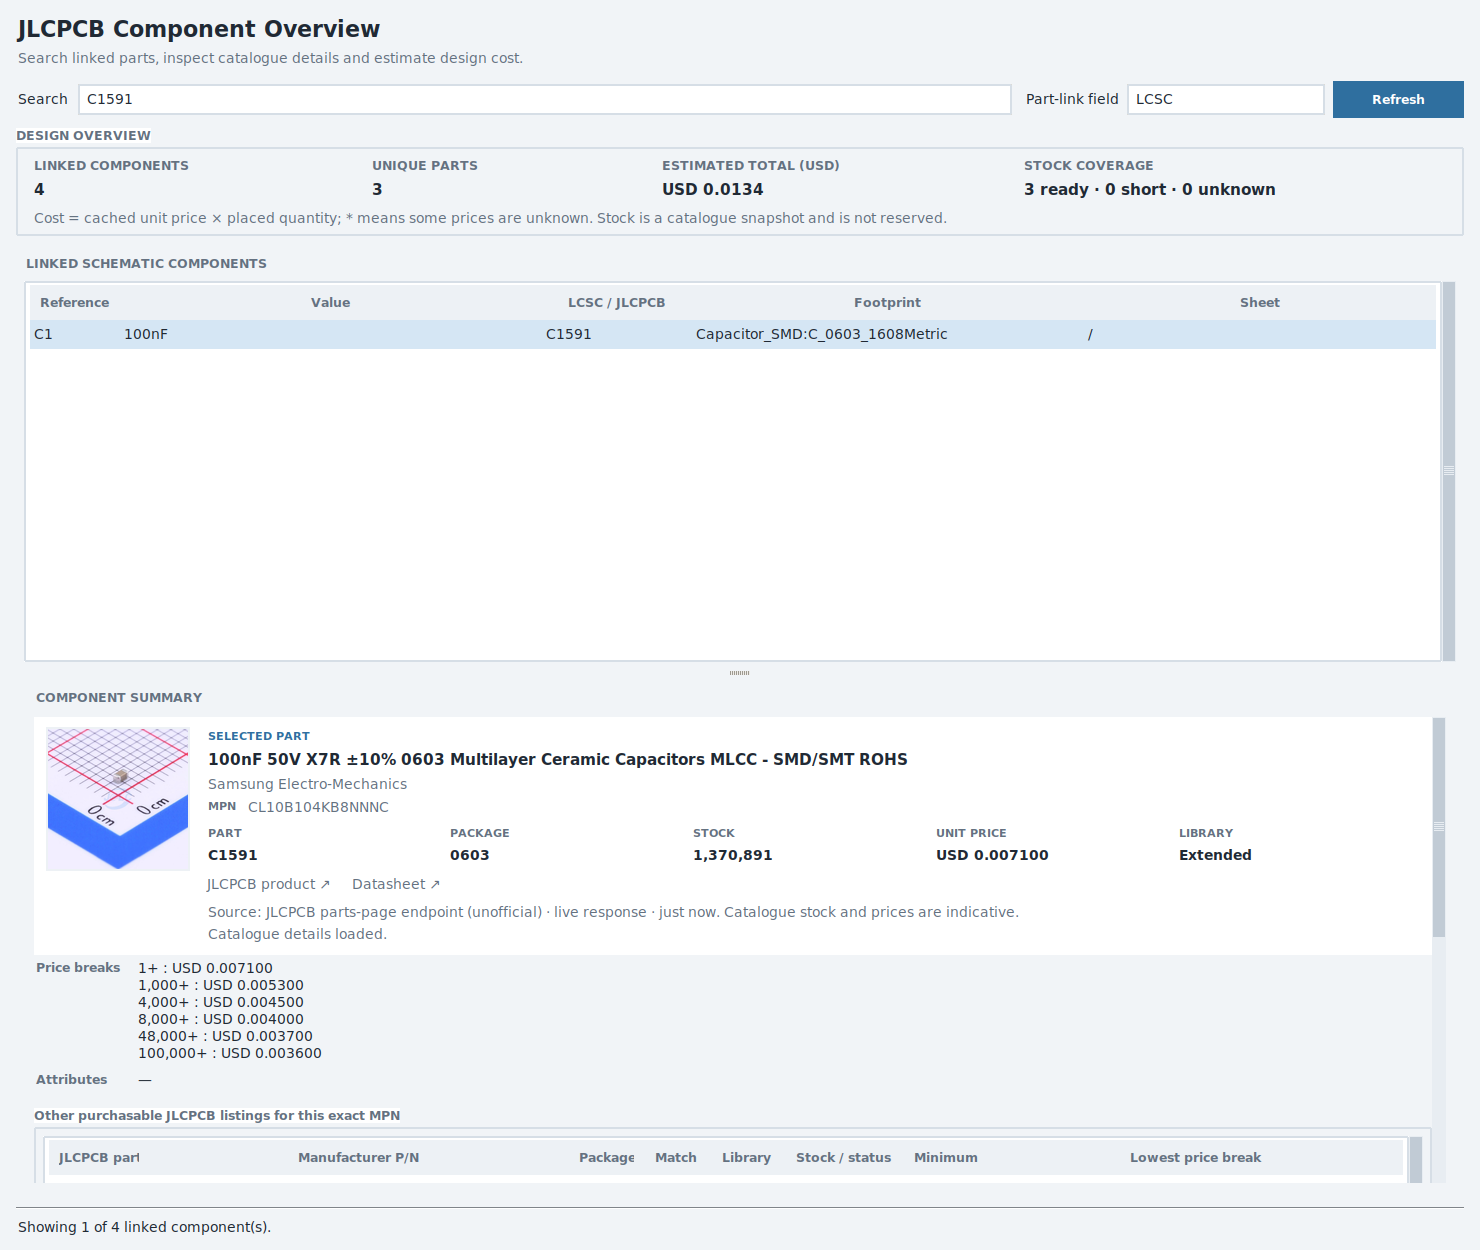 JLCPCB Component Overview
Search linked parts, inspect catalogue details and estimate design cost.
Search C1591 Part-link field LCSC Refresh
DESIGN OVERVIEW
LINKED COMPONENTS UNIQUE PARTS ESTIMATED TOTAL (USD) STOCK COVERAGE
4 3 USD 0.0134 3 ready · 0 short · 0 unknown
Cost = cached unit price × placed quantity; * means some prices are unknown. Stock is a catalogue snapshot and is not reserved.
LINKED SCHEMATIC COMPONENTS
Reference Value LCSC / JLCPCB Footprint Sheet
C1 100nF C1591 Capacitor_SMD:C_0603_1608Metric /
COMPONENT SUMMARY
SELECTED PART
100nF 50V X7R ±10% 0603 Multilayer Ceramic Capacitors MLCC - SMD/SMT ROHS
Samsung Electro-Mechanics
MPN CL10B104KB8NNNC
0 cm 0 cm
PART PACKAGE STOCK UNIT PRICE LIBRARY
C1591 0603 1,370,891 USD 0.007100 Extended
JLCPCB product ↗ Datasheet ↗
Source: JLCPCB parts-page endpoint (unofficial) · live response · just now. Catalogue stock and prices are indicative.
Catalogue details loaded.
Price breaks 1+ : USD 0.007100
1,000+ : USD 0.005300
4,000+ : USD 0.004500
8,000+ : USD 0.004000
48,000+ : USD 0.003700
100,000+ : USD 0.003600
Attributes —
Other purchasable JLCPCB listings for this exact MPN
JLCPCB part Manufacturer P/N Package Match Library Stock / status Minimum Lowest price break
Showing 1 of 4 linked component(s).